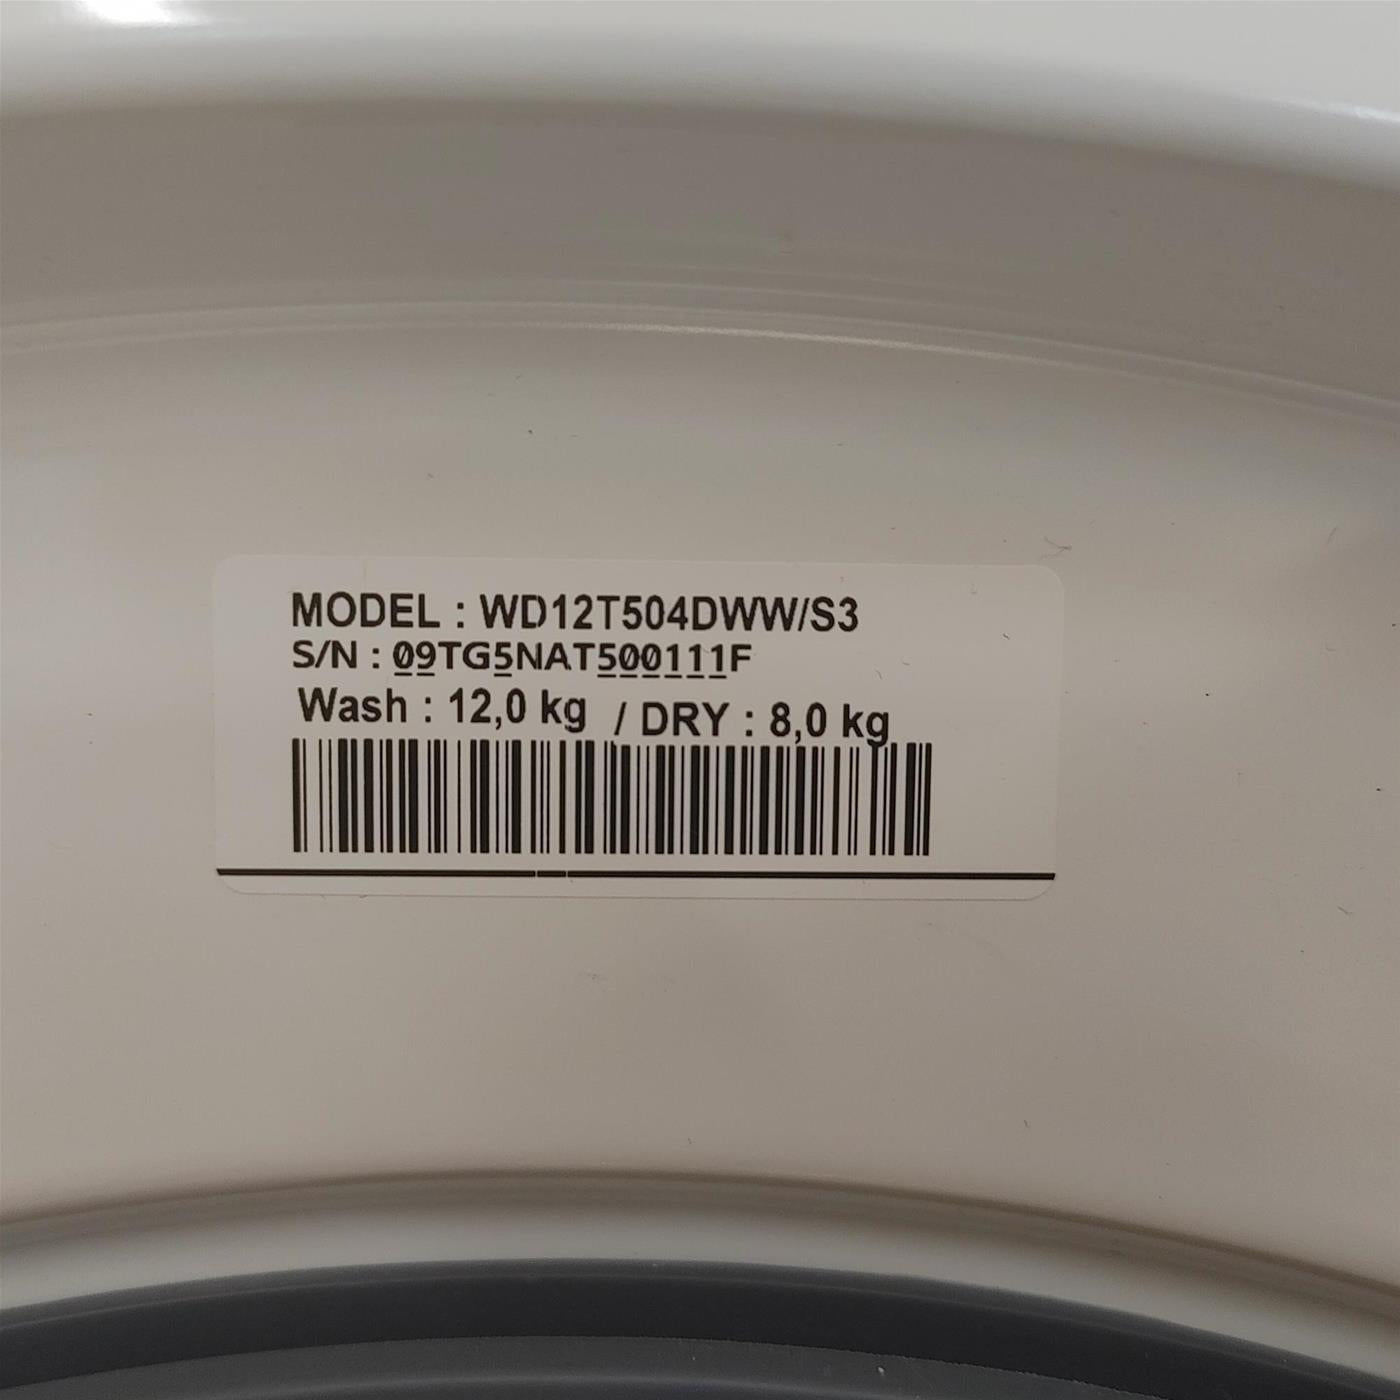 MODEL : WD12T504DWW/S3
S/N : 09TG5NAT500111F
Wash : 12,0 kg / DRY : 8,0 kg